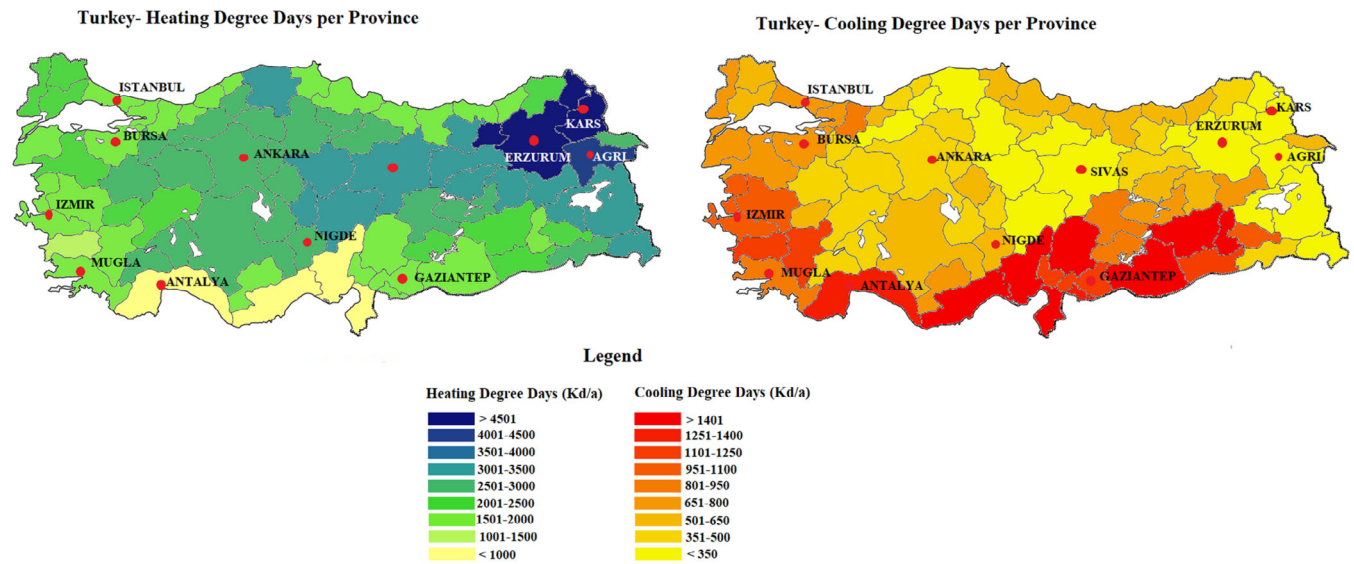 Turkey- Heating Degree Days per Province
ISTANBUL
BURSA
ANKARA
KARS
ERZURUM
AGRI
IZMIR
NIGDE
MUGLA
ANTALYA
GAZIANTEP
Turkey- Cooling Degree Days per Province
ISTANBUL
BURSA
ANKARA
KARS
ERZURUM
AGRI
SIVAS
IZMIR
NIGDE
MUGLA
ANTALYA
GAZIANTEP
Legend
Heating Degree Days (Kd/a)
> 4501
4001-4500
3501-4000
3001-3500
2501-3000
2001-2500
1501-2000
1001-1500
< 1000
Cooling Degree Days (Kd/a)
> 1401
1251-1400
1101-1250
951-1100
801-950
651-800
501-650
351-500
< 350